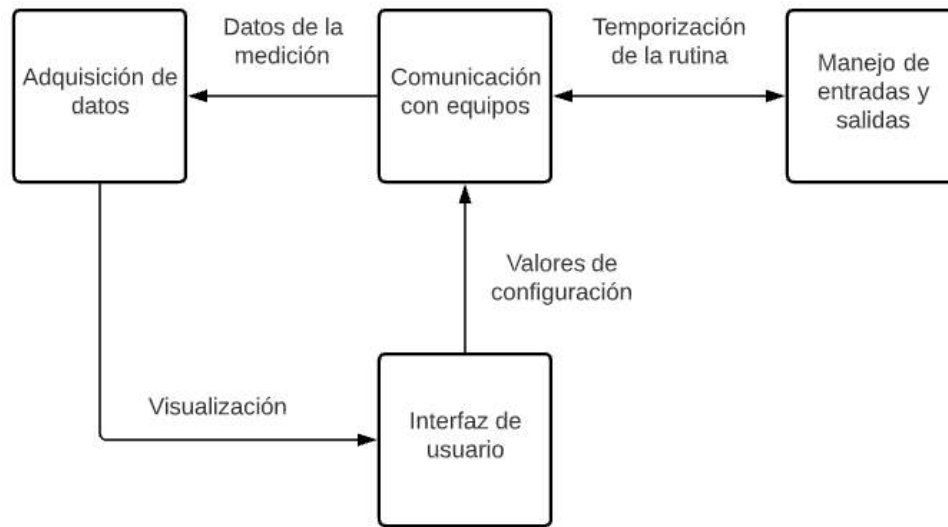 Adquisición de
datos
Datos de la
medición
Comunicación
con equipos
Temporización
de la rutina
Manejo de
entradas y
salidas
Valores de
configuración
Visualización
Interfaz de
usuario